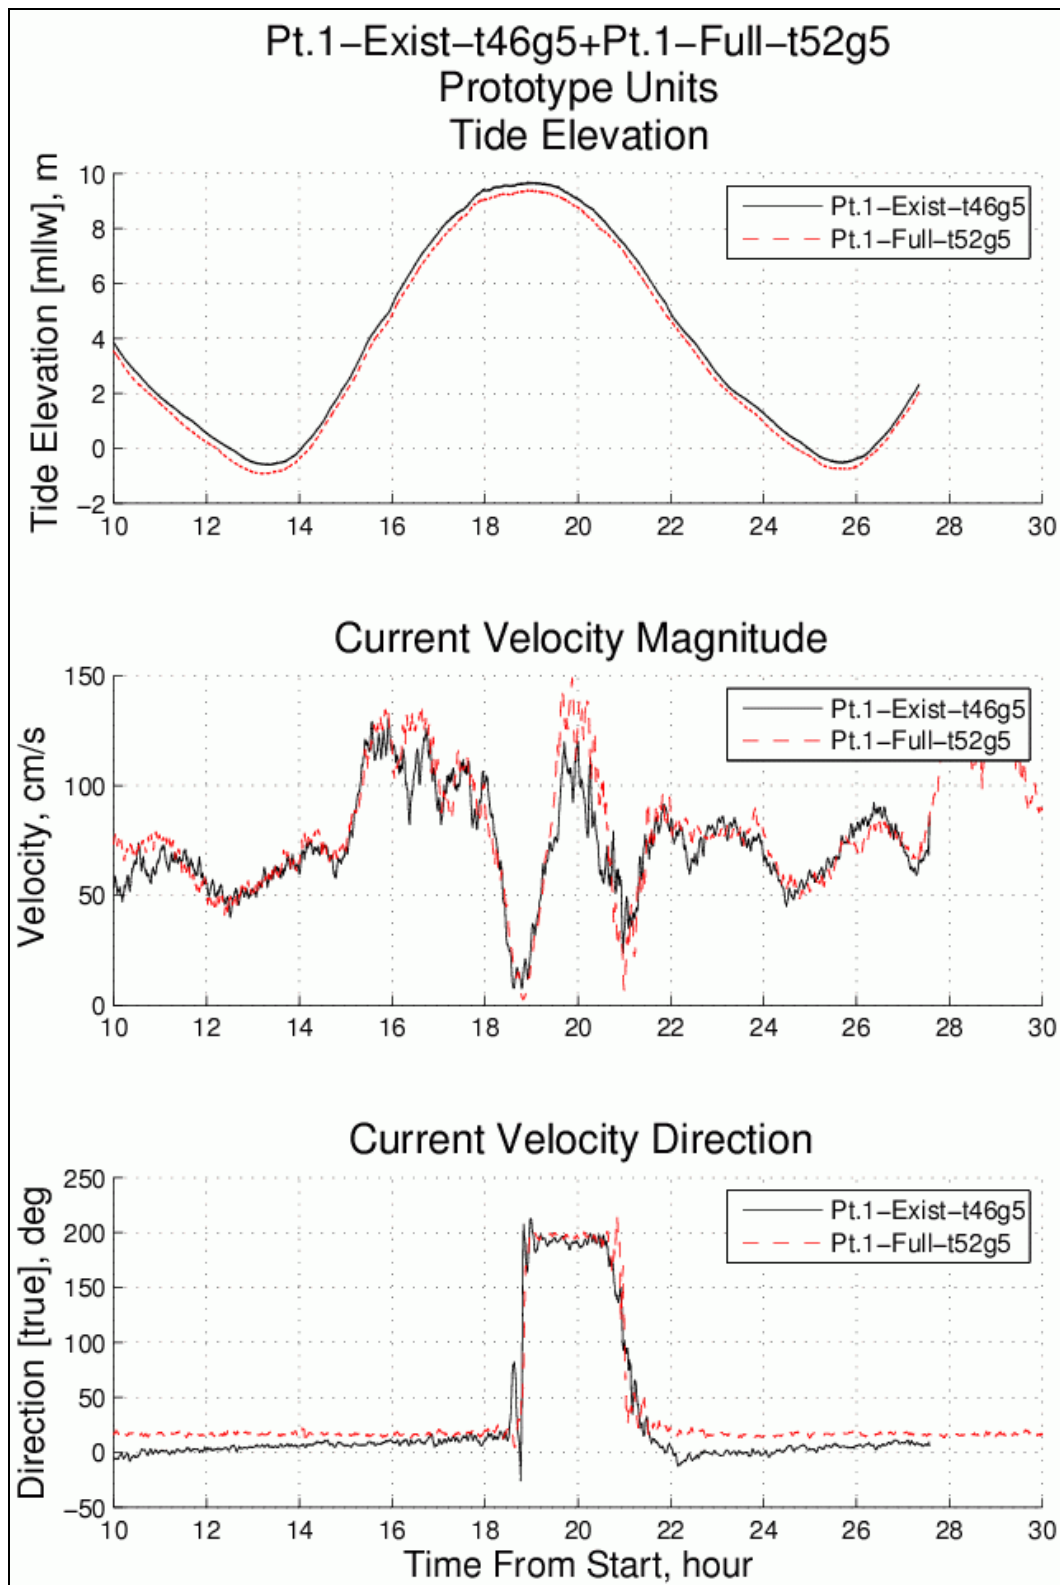 Pt.1−Exist−t46g5+Pt.1−Full−t52g5
Prototype Units
Tide Elevation
Tide Elevation [mllw], m
10
8
6
4
2
0
−2
Pt.1−Exist−t46g5
Pt.1−Full−t52g5
10 12 14 16 18 20 22 24 26 28 30
Current Velocity Magnitude
Velocity, cm/s
150
100
50
0
Pt.1−Exist−t46g5
Pt.1−Full−t52g5
10 12 14 16 18 20 22 24 26 28 30
Current Velocity Direction
Direction [true], deg
250
200
150
100
50
0
−50
Pt.1−Exist−t46g5
Pt.1−Full−t52g5
10 12 14 16 18 20 22 24 26 28 30
Time From Start, hour